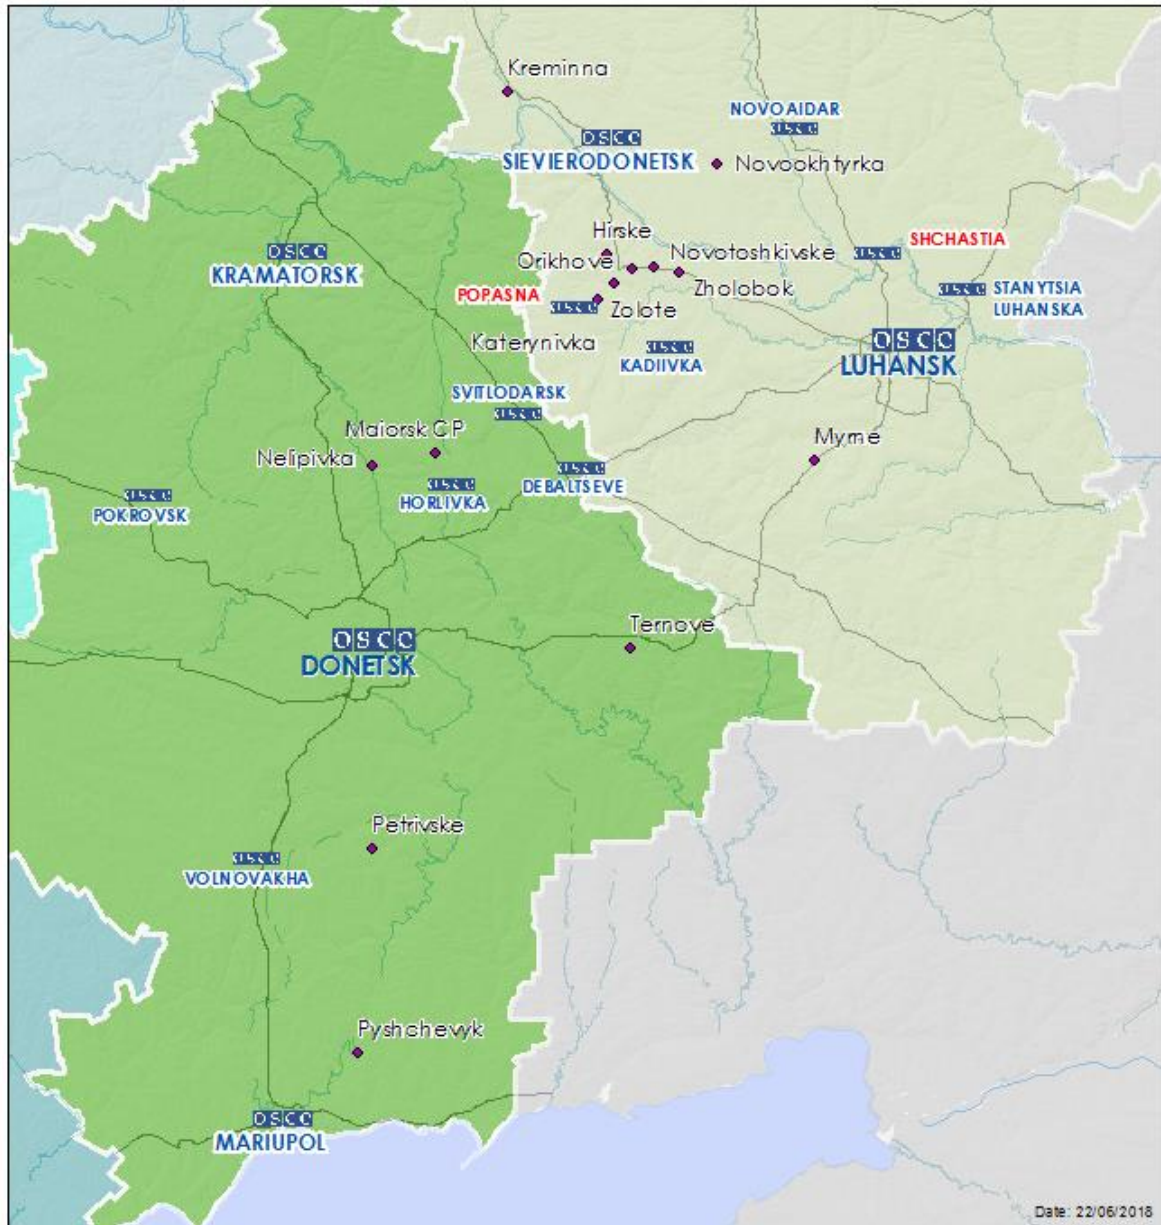 Kreminna
NOVOAIDAR
OSCE
OSCE
SIEVIERODONETSK
Novookhtyrka
Hirske
SHCHASTIA
OSCE
OSCE
KRAMATORSK
Orikhove
Novotoshkivske
OSCE
STANYTSIA
LUHANSKA
Zholobok
POPASNA
OSCE
Zolote
Katerynivka
OSCE
KADIIVKA
OSCE
LUHANSK
SVITLODARSK
OSCE
Maiorsk CP
Nelipivka
Myrne
OSCE
DEBALTSEVE
OSCE
HORLIVKA
OSCE
POKROVSK
Ternove
OSCE
DONETSK
Petrivske
OSCE
VOLNOVAKHA
Pyshchevyk
OSCE
MARIUPOL
Date: 22/06/2018